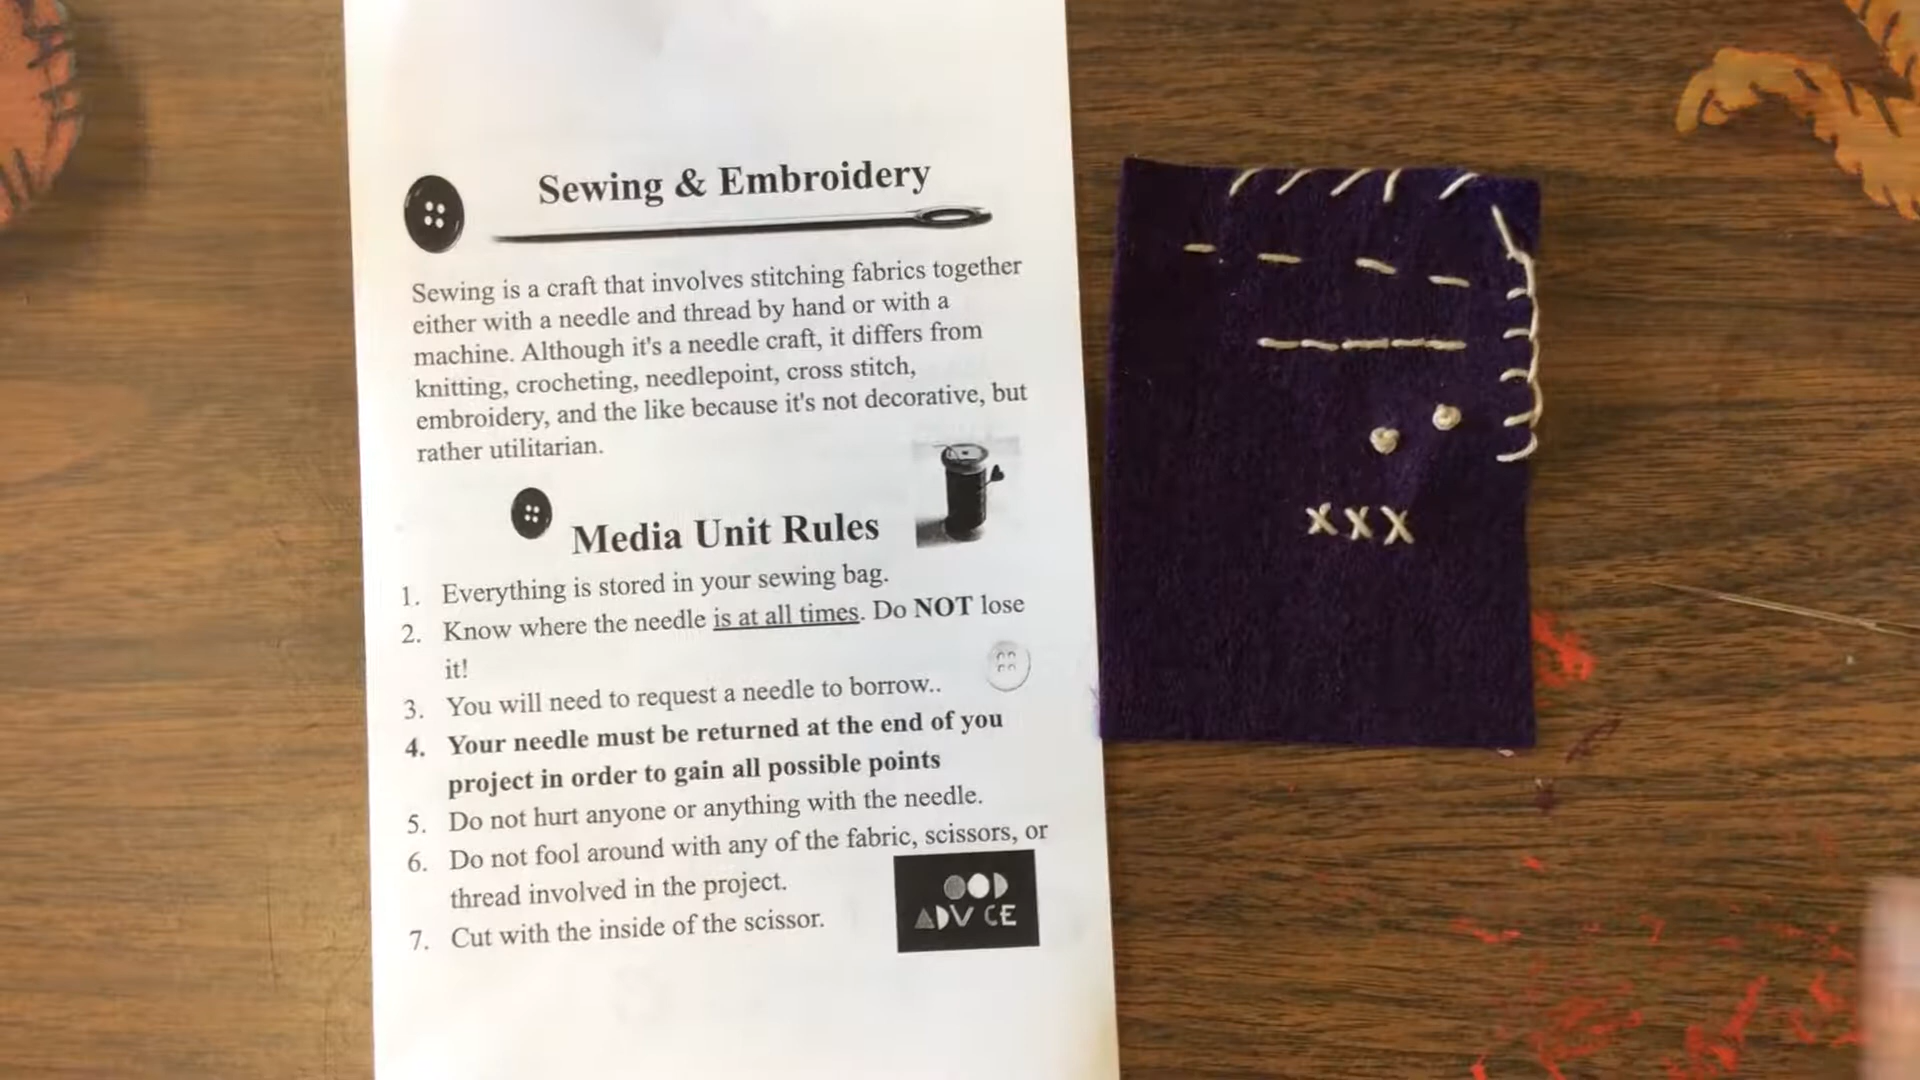 Sewing & Embroidery
Sewing is a craft that involves stitching fabrics together
either with a needle and thread by hand or with a
machine. Although it's a needle craft, it differs from
knitting, crocheting, needlepoint, cross stitch,
embroidery, and the like because it's not decorative, but
rather utilitarian.
Media Unit Rules
1. Everything is stored in your sewing bag.
2. Know where the needle is at all times. Do NOT lose
it!
3. You will need to request a needle to borrow..
4. Your needle must be returned at the end of you
project in order to gain all possible points
5. Do not hurt anyone or anything with the needle.
6. Do not fool around with any of the fabric, scissors, or
thread involved in the project.
7. Cut with the inside of the scissor.
OOD
ADV CE
XXX